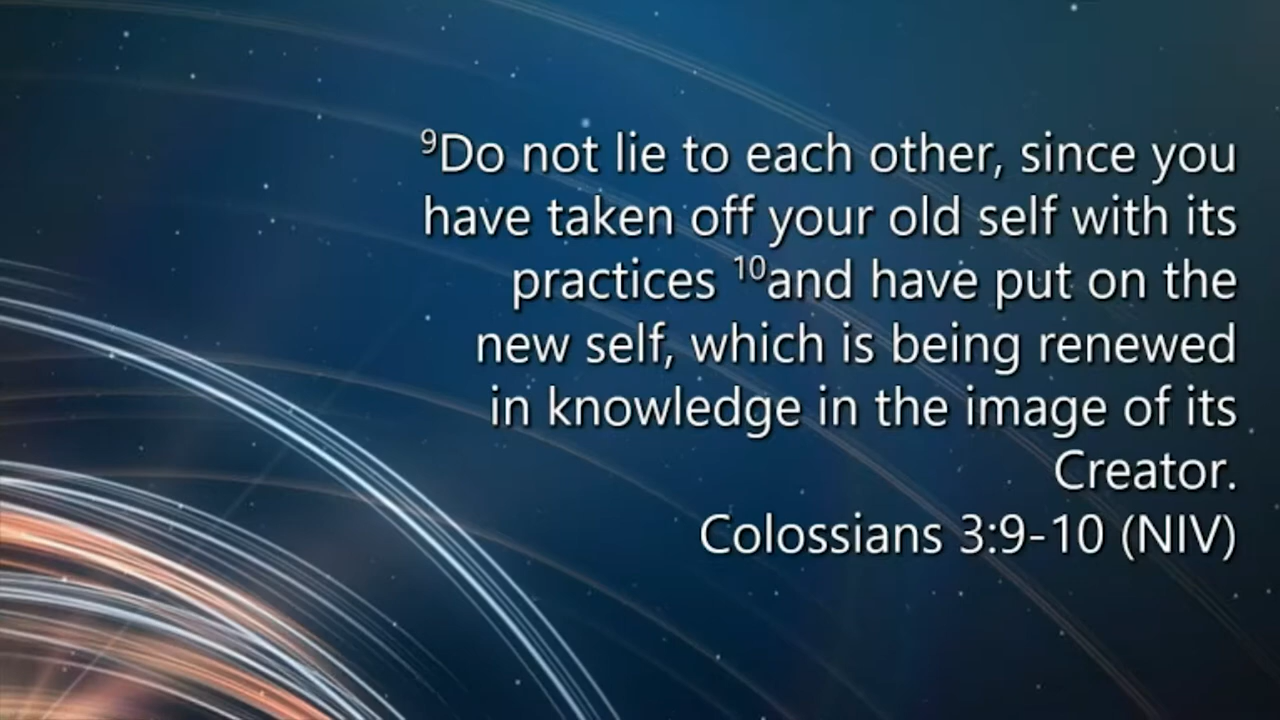 ⁹Do not lie to each other, since you
have taken off your old self with its
practices ¹⁰and have put on the
new self, which is being renewed
in knowledge in the image of its
Creator.
Colossians 3:9-10 (NIV)